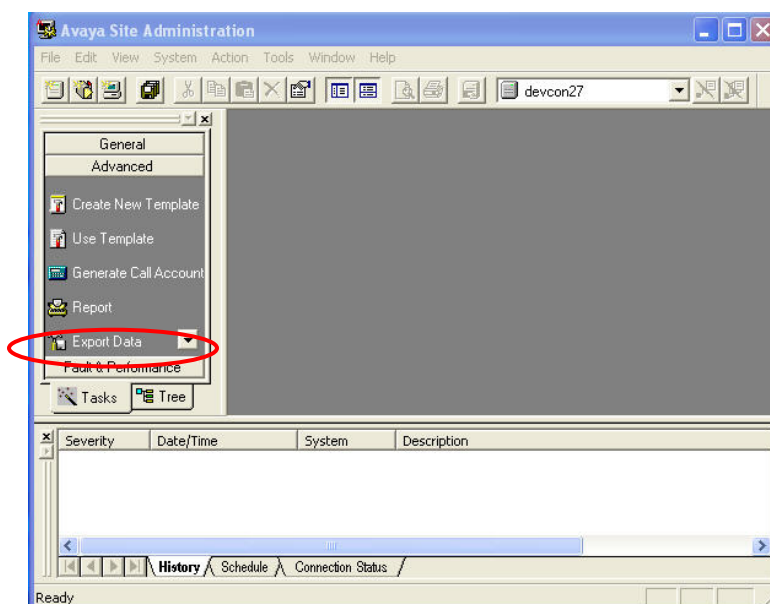 Avaya Site Administration
File Edit View System Action Tools Window Help
devcon27
General
Advanced
Create New Template
Use Template
Generate Call Account
Report
Export Data
Fault & Performance
Tasks Tree
Severity Date/Time System Description
History Schedule Connection Status
Ready